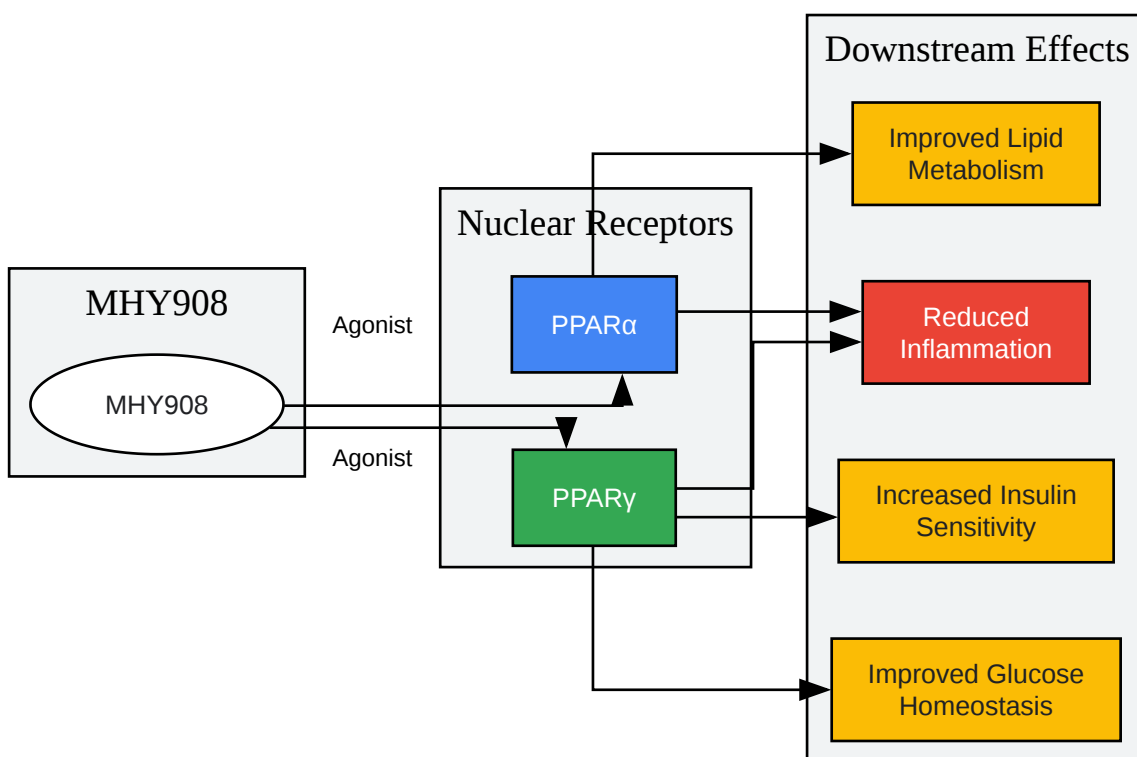 MHY908
MHY908
Agonist
Agonist
Nuclear Receptors
PPARα
PPARγ
Downstream Effects
Improved Lipid
Metabolism
Reduced
Inflammation
Increased Insulin
Sensitivity
Improved Glucose
Homeostasis